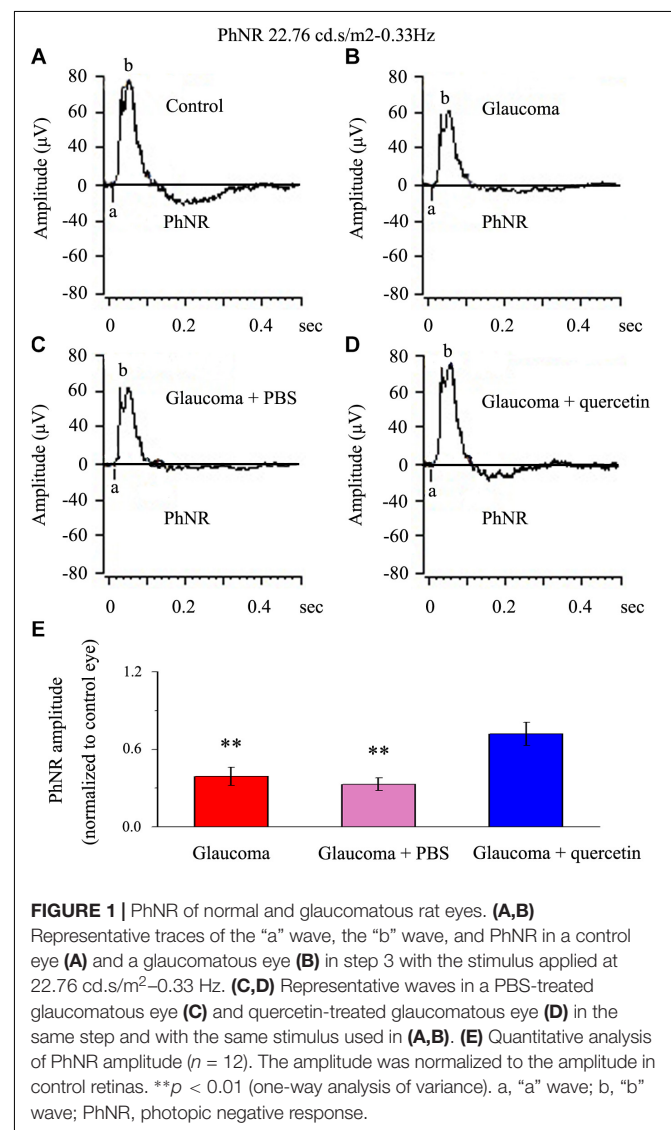 PhNR 22.76 cd.s/m2-0.33Hz
A
80
60
40
0
-40
-60
-80
Amplitude (µV)
b
Control
a
PhNR
0 0.2 0.4 sec
B
80
60
40
0
-40
-60
-80
Amplitude (µV)
b
Glaucoma
a
PhNR
0 0.2 0.4 sec
C
80
60
40
0
-40
-60
-80
Amplitude (µV)
b
Glaucoma + PBS
a
PhNR
0 0.2 0.4 sec
D
80
60
40
0
-40
-60
-80
Amplitude (µV)
b
Glaucoma + quercetin
a
PhNR
0 0.2 0.4 sec
E
PhNR amplitude
(normalized to control eye)
1.2
0.6
0.0
** **
Glaucoma Glaucoma + PBS Glaucoma + quercetin
FIGURE 1 | PhNR of normal and glaucomatous rat eyes. (A,B)
Representative traces of the “a” wave, the “b” wave, and PhNR in a control
eye (A) and a glaucomatous eye (B) in step 3 with the stimulus applied at
22.76 cd.s/m²–0.33 Hz. (C,D) Representative waves in a PBS-treated
glaucomatous eye (C) and quercetin-treated glaucomatous eye (D) in the
same step and with the same stimulus used in (A,B). (E) Quantitative analysis
of PhNR amplitude (n = 12). The amplitude was normalized to the amplitude in
control retinas. **p < 0.01 (one-way analysis of variance). a, “a” wave; b, “b”
wave; PhNR, photopic negative response.